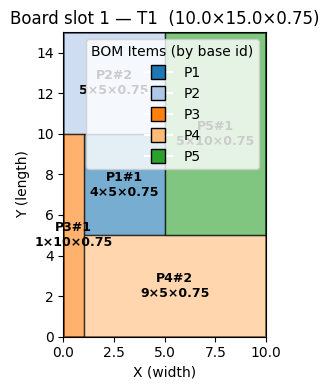 Board slot 1 — T1  (10.0×15.0×0.75)
BOM Items (by base id)
P1
P2
P3
P4
P5
P2#2
5×5×0.75
P5#1
5×10×0.75
P1#1
4×5×0.75
P3#1
1×10×0.75
P4#2
9×5×0.75
Y (length)
14
12
10
8
6
4
2
0
0.0
2.5
5.0
7.5
10.0
X (width)